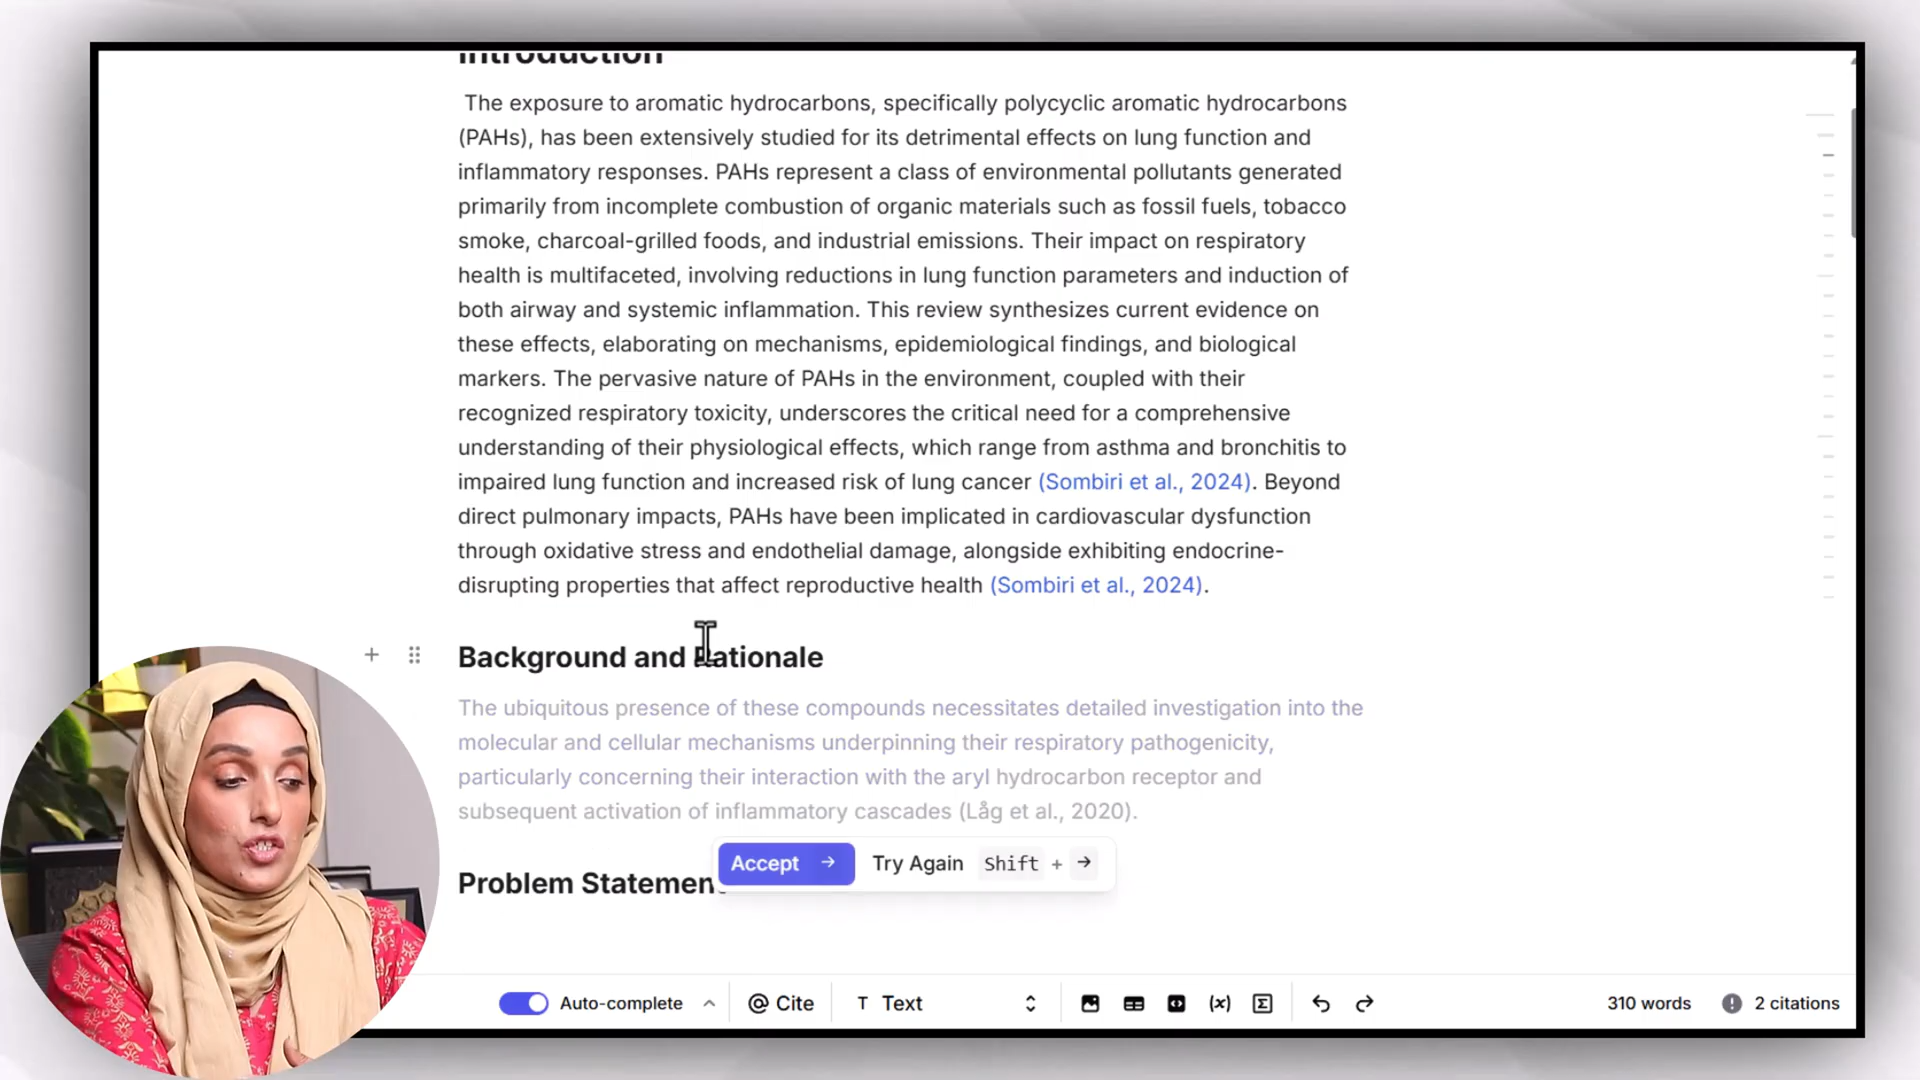 Introduction
The exposure to aromatic hydrocarbons, specifically polycyclic aromatic hydrocarbons
(PAHs), has been extensively studied for its detrimental effects on lung function and
inflammatory responses. PAHs represent a class of environmental pollutants generated
primarily from incomplete combustion of organic materials such as fossil fuels, tobacco
smoke, charcoal-grilled foods, and industrial emissions. Their impact on respiratory
health is multifaceted, involving reductions in lung function parameters and induction of
both airway and systemic inflammation. This review synthesizes current evidence on
these effects, elaborating on mechanisms, epidemiological findings, and biological
markers. The pervasive nature of PAHs in the environment, coupled with their
recognized respiratory toxicity, underscores the critical need for a comprehensive
understanding of their physiological effects, which range from asthma and bronchitis to
impaired lung function and increased risk of lung cancer (Sombiri et al., 2024). Beyond
direct pulmonary impacts, PAHs have been implicated in cardiovascular dysfunction
through oxidative stress and endothelial damage, alongside exhibiting endocrine-
disrupting properties that affect reproductive health (Sombiri et al., 2024).
Background and Rationale
The ubiquitous presence of these compounds necessitates detailed investigation into the
molecular and cellular mechanisms underpinning their respiratory pathogenicity,
particularly concerning their interaction with the aryl hydrocarbon receptor and
subsequent activation of inflammatory cascades (Låg et al., 2020).
Accept → Try Again Shift + →
Problem Statement
Auto-complete @ Cite T Text (x) Σ 310 words 2 citations